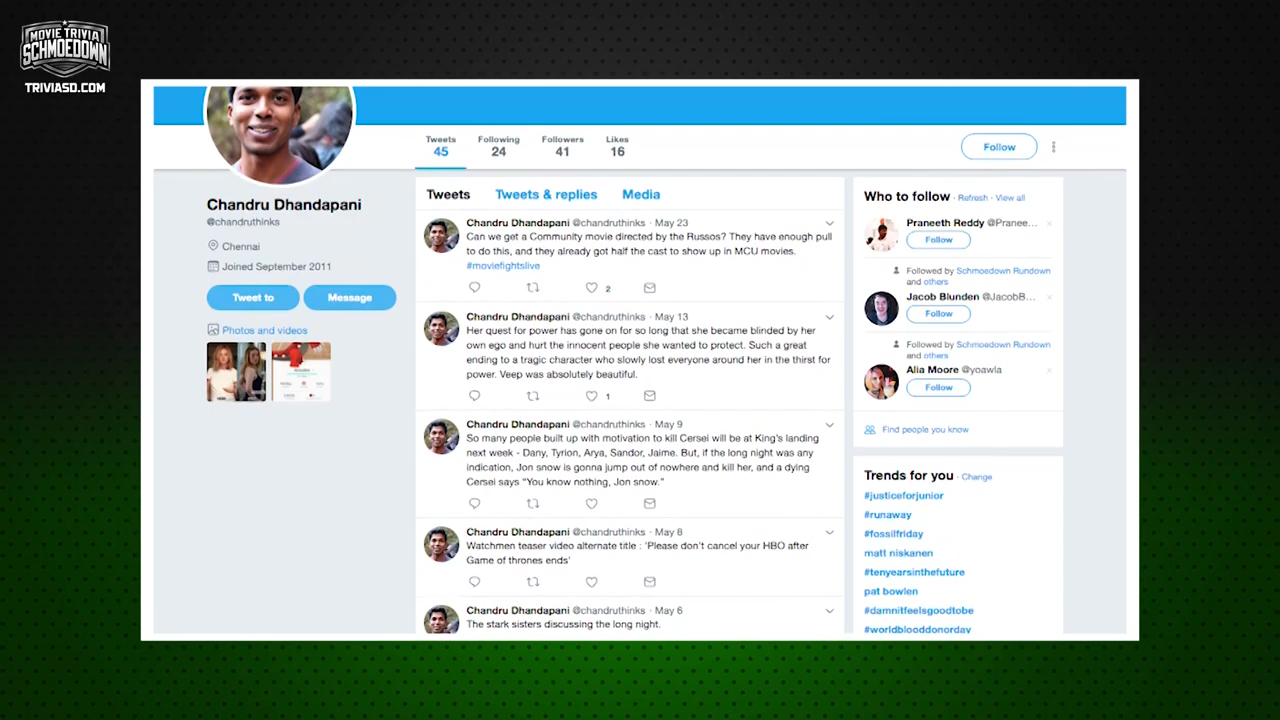 MOVIE TRIVIA
SCHMOEDOWN
TRIVIASD.COM
Tweets Following Followers Likes
45 24 41 16
Follow
Chandru Dhandapani
@chandruthinks
Chennai
Joined September 2011
Tweet to Message
Photos and videos
Tweets Tweets & replies Media
Chandru Dhandapani @chandruthinks · May 23
Can we get a Community movie directed by the Russos? They have enough pull
to do this, and they already got half the cast to show up in MCU movies.
#moviefightslive
2
Chandru Dhandapani @chandruthinks · May 13
Her quest for power has gone on for so long that she became blinded by her
own ego and hurt the innocent people she wanted to protect. Such a great
ending to a tragic character who slowly lost everyone around her in the thirst for
power. Veep was absolutely beautiful.
1
Chandru Dhandapani @chandruthinks · May 9
So many people built up with motivation to kill Cersei will be at King's landing
next week - Dany, Tyrion, Arya, Sandor, Jaime. But, if the long night was any
indication, Jon snow is gonna jump out of nowhere and kill her, and a dying
Cersei says "You know nothing, Jon snow."
Chandru Dhandapani @chandruthinks · May 8
Watchmen teaser video alternate title : 'Please don't cancel your HBO after
Game of thrones ends'
Chandru Dhandapani @chandruthinks · May 6
The stark sisters discussing the long night.
Who to follow · Refresh · View all
Praneeth Reddy @Pranee...
Follow
Followed by Schmoedown Rundown
and others
Jacob Blunden @JacobB...
Follow
Followed by Schmoedown Rundown
and others
Alia Moore @yoawla
Follow
Find people you know
Trends for you · Change
#justiceforjunior
#runaway
#fossilfriday
matt niskanen
#tenyearsinthefuture
pat bowlen
#damnitfeelsgoodtobe
#worldblooddonorday